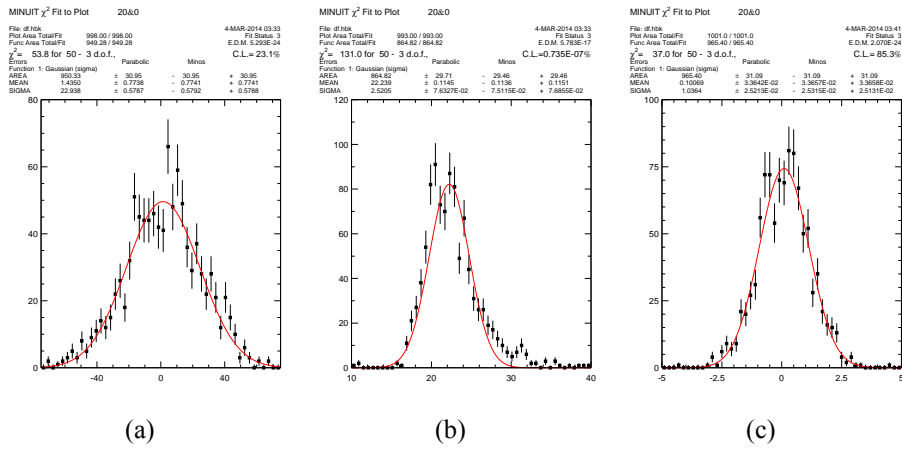 MINUIT χ² Fit to Plot 20&0
File: df.hbk 4-MAR-2014 03:33
Plot Area Total/Fit 998.00 / 998.00 Fit Status 3
Func Area Total/Fit 949.28 / 949.28 E.D.M. 5.293E-24
χ²= 53.8 for 50 - 3 d.o.f., C.L.= 23.1%
Errors Parabolic Minos
Function 1: Gaussian (sigma)
AREA 950.33 ± 30.95 - 30.95 + 30.95
MEAN 1.4350 ± 0.7738 - 0.7741 + 0.7741
SIGMA 22.938 ± 0.5787 - 0.5792 + 0.5788
80
60
40
20
0
-40 0 40
(a)
MINUIT χ² Fit to Plot 20&0
File: df.hbk 4-MAR-2014 03:33
Plot Area Total/Fit 993.00 / 993.00 Fit Status 3
Func Area Total/Fit 864.82 / 864.82 E.D.M. 5.783E-17
χ²= 131.0 for 50 - 3 d.o.f., C.L.=0.735E-07%
Errors Parabolic Minos
Function 1: Gaussian (sigma)
AREA 864.82 ± 29.71 - 29.46 + 29.46
MEAN 22.239 ± 0.1145 - 0.1136 + 0.1151
SIGMA 2.5205 ± 7.6327E-02 - 7.5115E-02 + 7.6855E-02
120
100
80
60
40
20
0
10 20 30 40
(b)
MINUIT χ² Fit to Plot 20&0
File: df.hbk 4-MAR-2014 03:41
Plot Area Total/Fit 1001.0 / 1001.0 Fit Status 3
Func Area Total/Fit 965.40 / 965.40 E.D.M. 2.070E-24
χ²= 37.0 for 50 - 3 d.o.f., C.L.= 85.3%
Errors Parabolic Minos
Function 1: Gaussian (sigma)
AREA 965.40 ± 31.09 - 31.09 + 31.09
MEAN 0.10069 ± 3.3642E-02 - 3.3657E-02 + 3.3658E-02
SIGMA 1.0364 ± 2.5213E-02 - 2.5315E-02 + 2.5131E-02
100
75
50
25
0
-5 -2.5 0 2.5 5
(c)